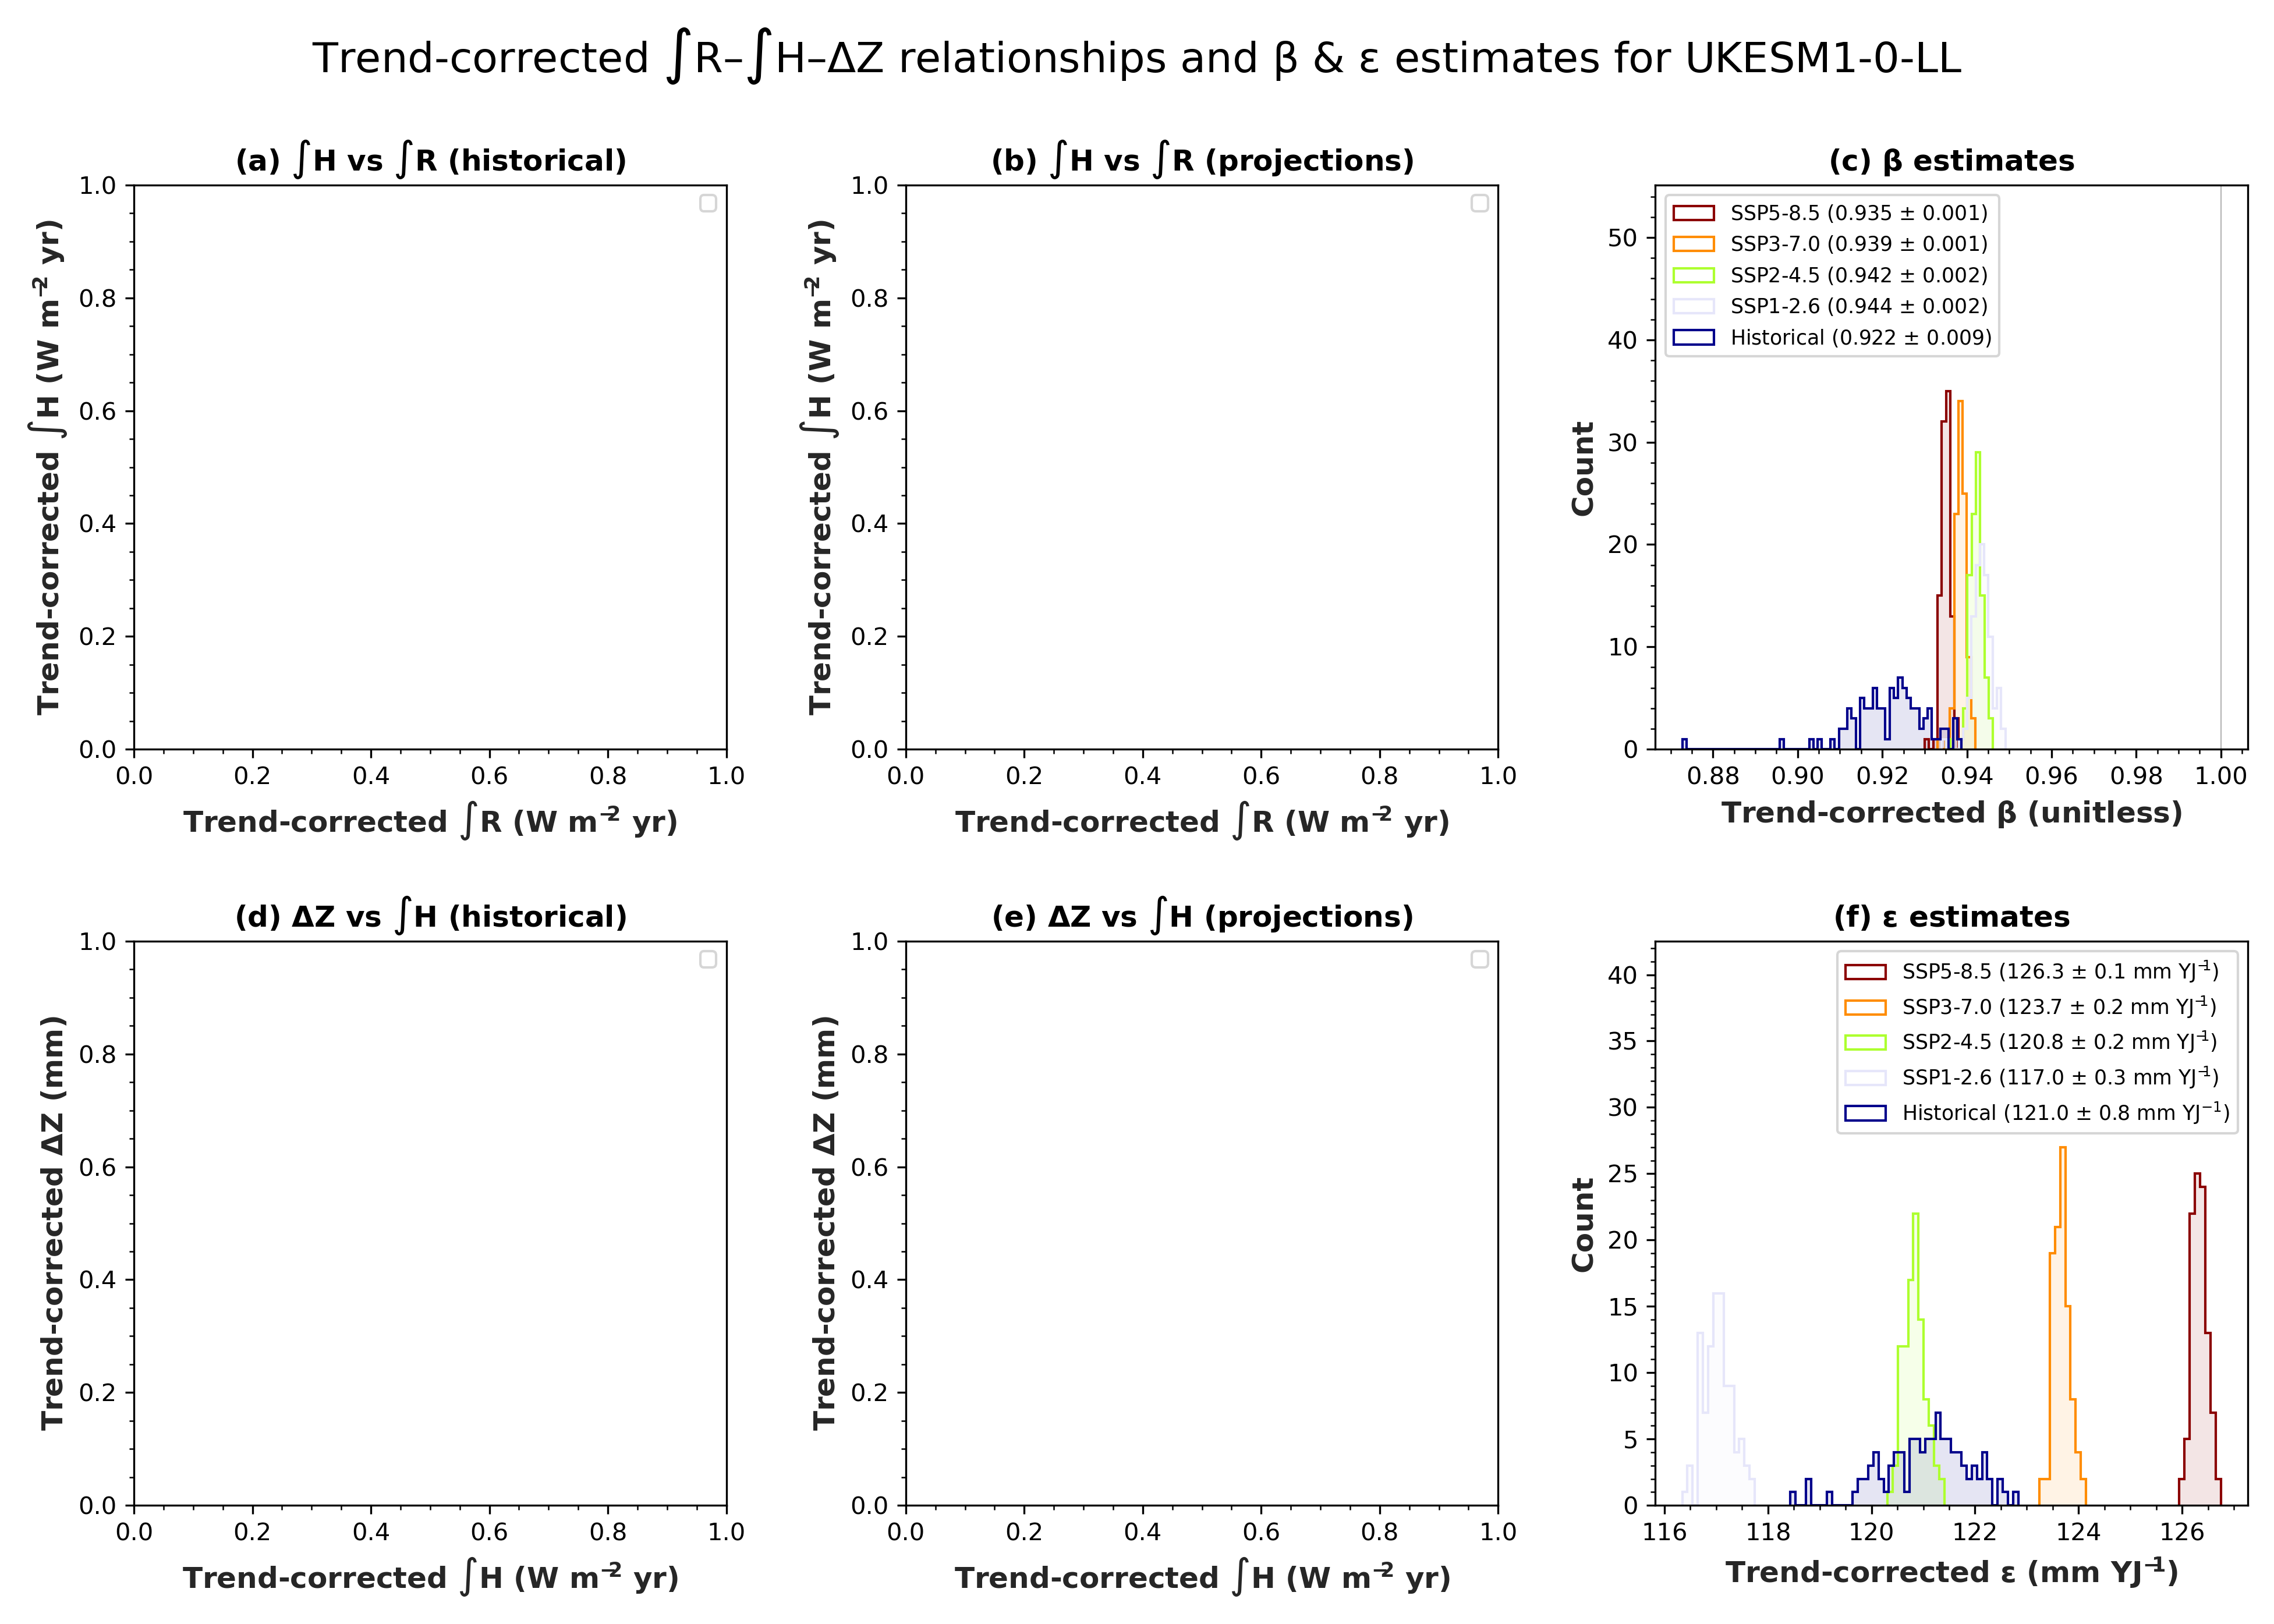 Trend-corrected ∫R–∫H–ΔZ relationships and β & ε estimates for UKESM1-0-LL
(a) ∫H vs ∫R (historical)
1.0
0.8
0.6
0.4
0.2
0.0
Trend-corrected ∫H (W m⁻² yr)
0.0 0.2 0.4 0.6 0.8 1.0
Trend-corrected ∫R (W m⁻² yr)
(b) ∫H vs ∫R (projections)
1.0
0.8
0.6
0.4
0.2
0.0
Trend-corrected ∫H (W m⁻² yr)
0.0 0.2 0.4 0.6 0.8 1.0
Trend-corrected ∫R (W m⁻² yr)
(c) β estimates
SSP5-8.5 (0.935 ± 0.001)
SSP3-7.0 (0.939 ± 0.001)
SSP2-4.5 (0.942 ± 0.002)
SSP1-2.6 (0.944 ± 0.002)
Historical (0.922 ± 0.009)
50
40
30
20
10
0
Count
0.88 0.90 0.92 0.94 0.96 0.98 1.00
Trend-corrected β (unitless)
(d) ΔZ vs ∫H (historical)
1.0
0.8
0.6
0.4
0.2
0.0
Trend-corrected ΔZ (mm)
0.0 0.2 0.4 0.6 0.8 1.0
Trend-corrected ∫H (W m⁻² yr)
(e) ΔZ vs ∫H (projections)
1.0
0.8
0.6
0.4
0.2
0.0
Trend-corrected ΔZ (mm)
0.0 0.2 0.4 0.6 0.8 1.0
Trend-corrected ∫H (W m⁻² yr)
(f) ε estimates
SSP5-8.5 (126.3 ± 0.1 mm YJ⁻¹)
SSP3-7.0 (123.7 ± 0.2 mm YJ⁻¹)
SSP2-4.5 (120.8 ± 0.2 mm YJ⁻¹)
SSP1-2.6 (117.0 ± 0.3 mm YJ⁻¹)
Historical (121.0 ± 0.8 mm YJ⁻¹)
40
35
30
25
20
15
10
5
0
Count
116 118 120 122 124 126
Trend-corrected ε (mm YJ⁻¹)